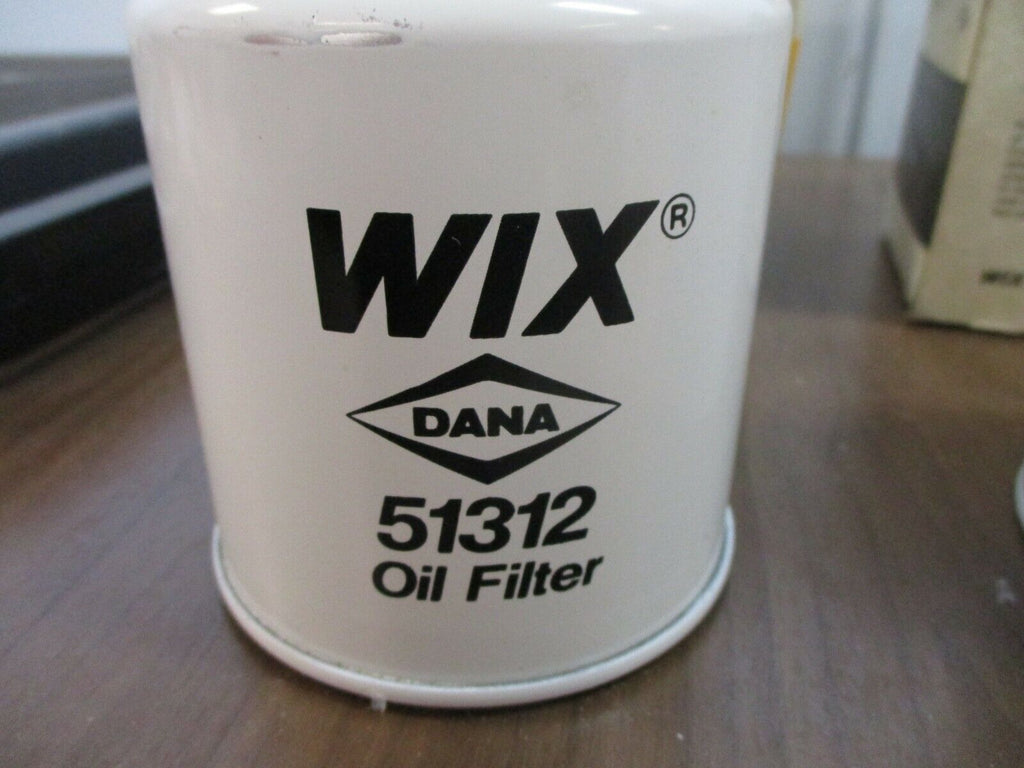 WIX®
DANA
51312
Oil Filter